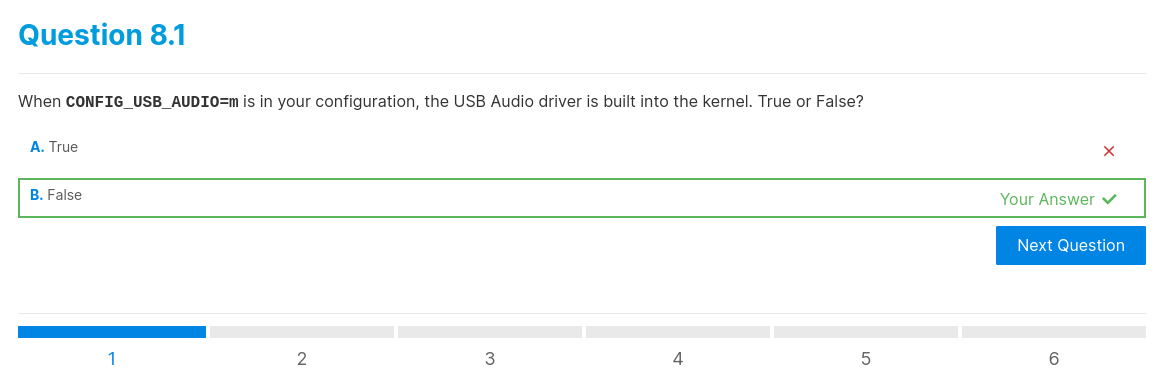 Question 8.1
When CONFIG_USB_AUDIO=m is in your configuration, the USB Audio driver is built into the kernel. True or False?
A. True
B. False
Your Answer
Next Question
1 2 3 4 5 6